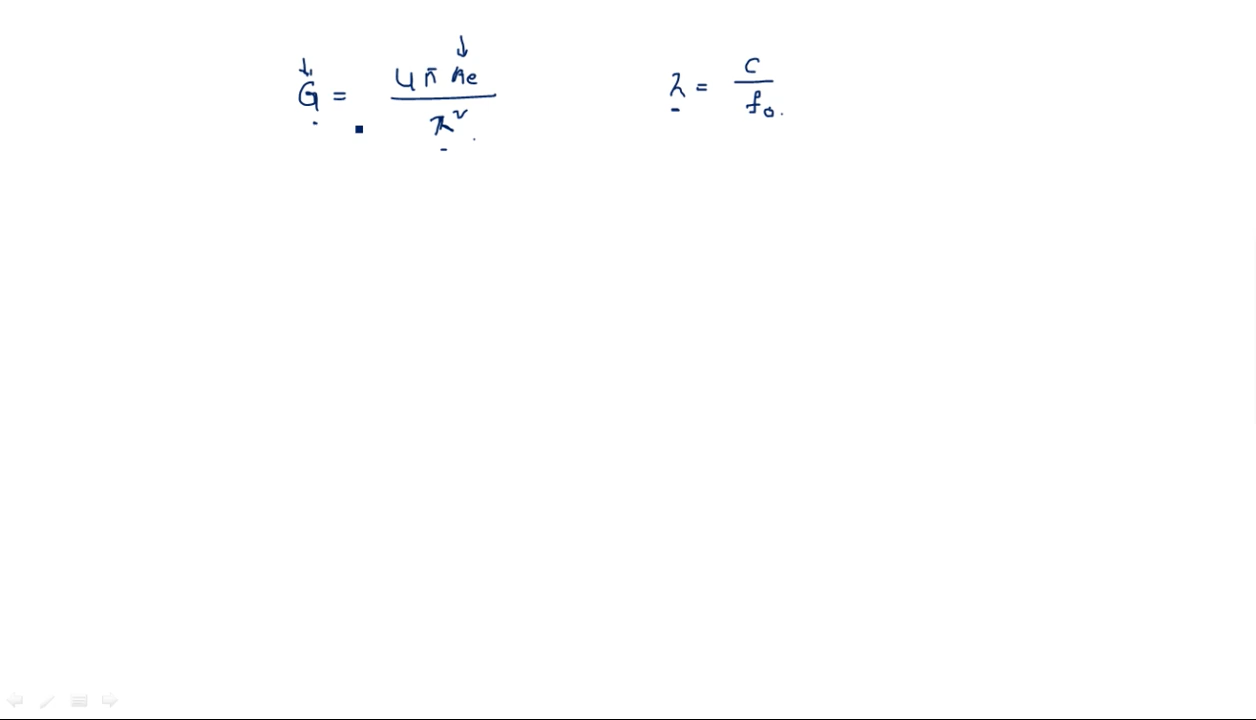 G = 4π Ae / λ²
λ = c / f₀